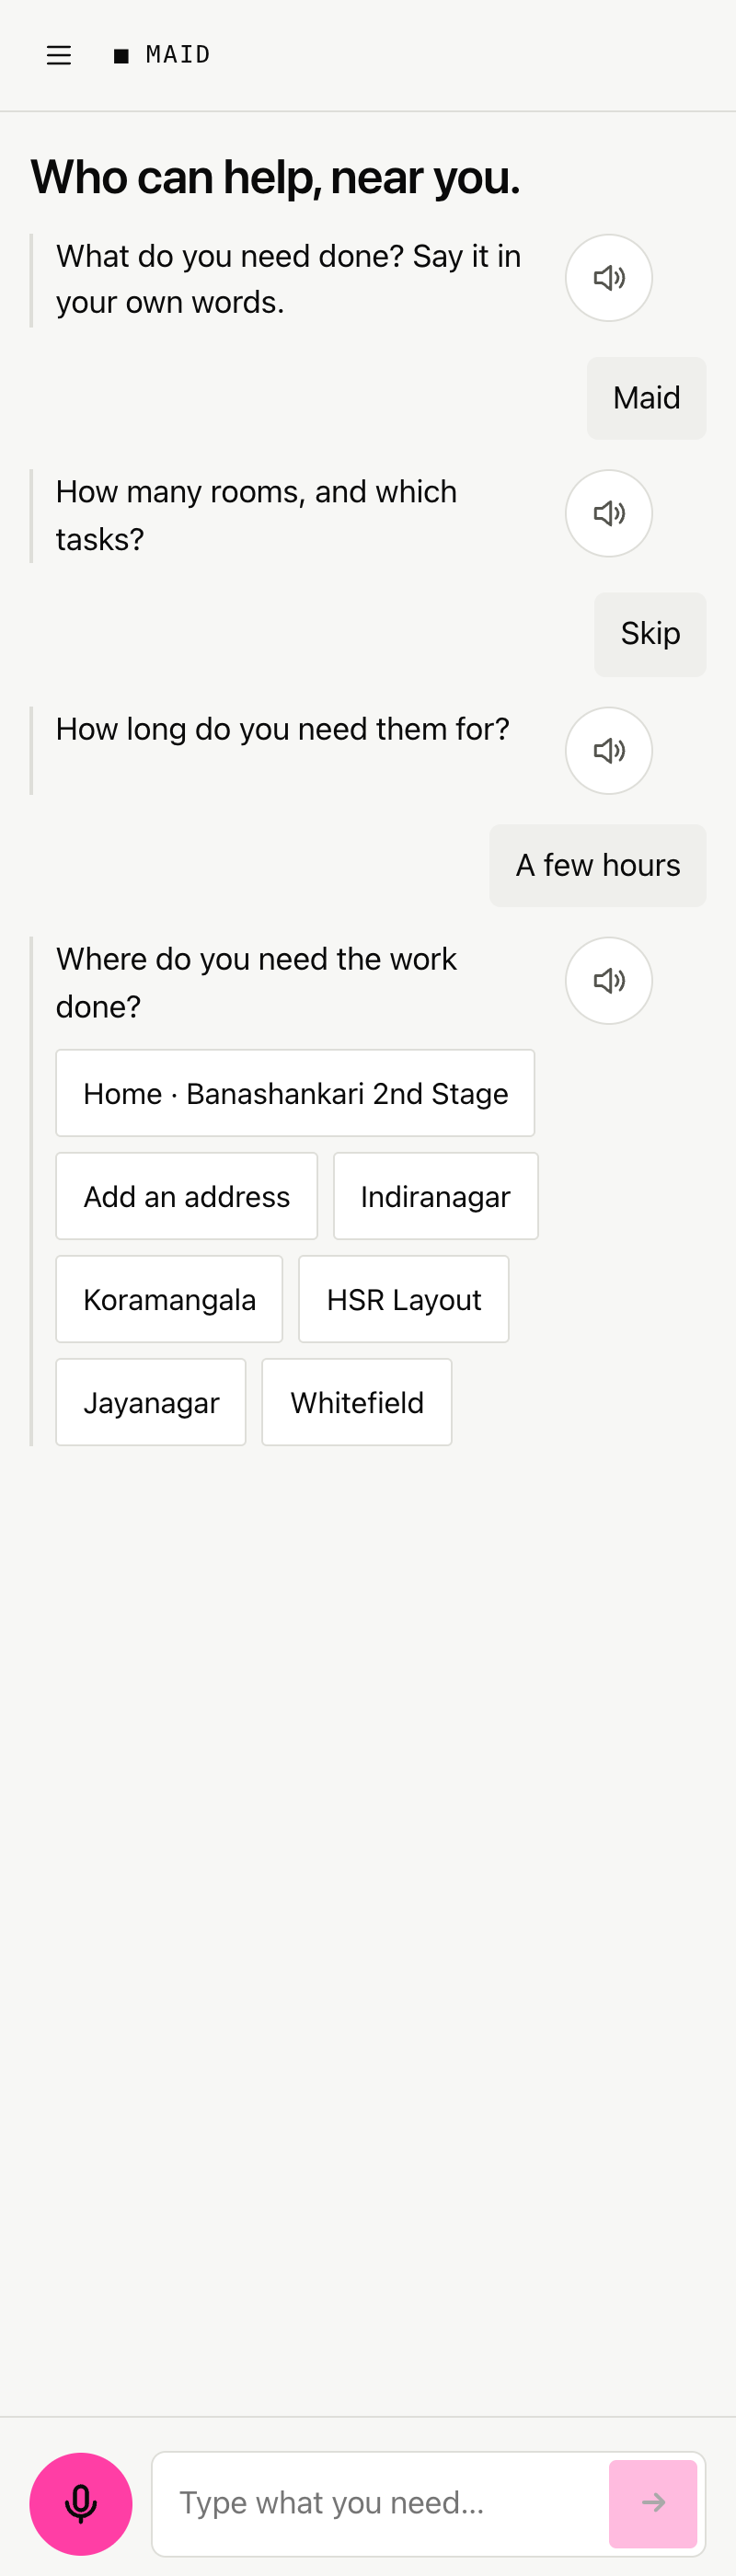 ■ MAID
Who can help, near you.
What do you need done? Say it in
your own words.
Maid
How many rooms, and which
tasks?
Skip
How long do you need them for?
A few hours
Where do you need the work
done?
Home · Banashankari 2nd Stage
Add an address
Indiranagar
Koramangala
HSR Layout
Jayanagar
Whitefield
Type what you need...